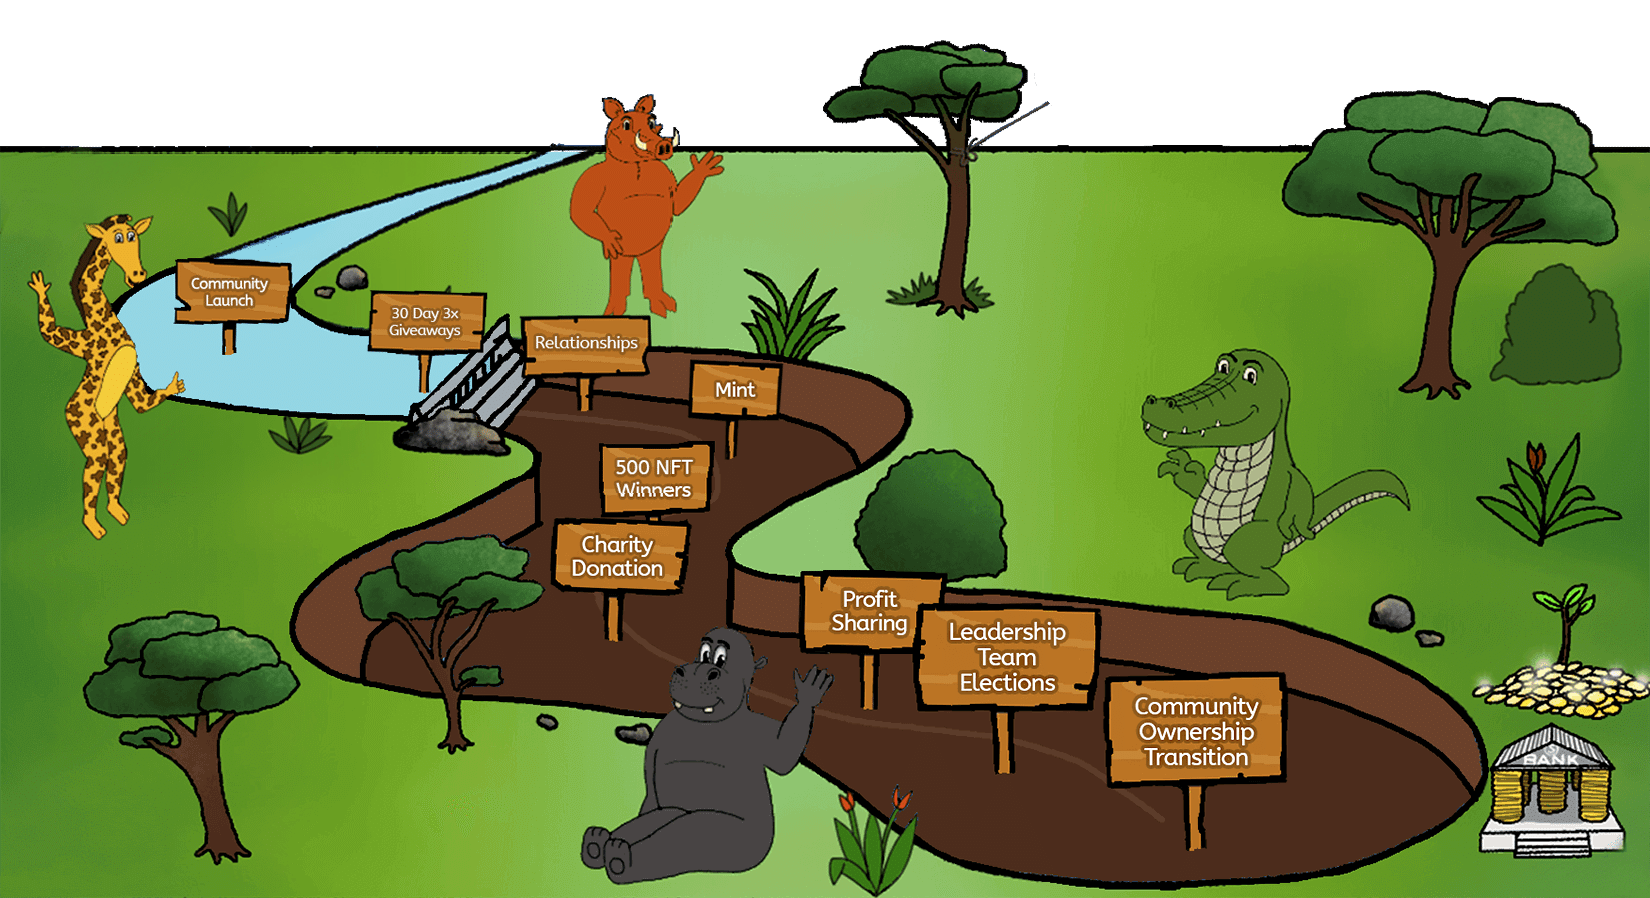 Community
Launch
30 Day 3x
Giveaways
Relationships
Mint
500 NFT
Winners
Charity
Donation
Profit
Sharing
Leadership
Team
Elections
Community
Ownership
Transition
BANK